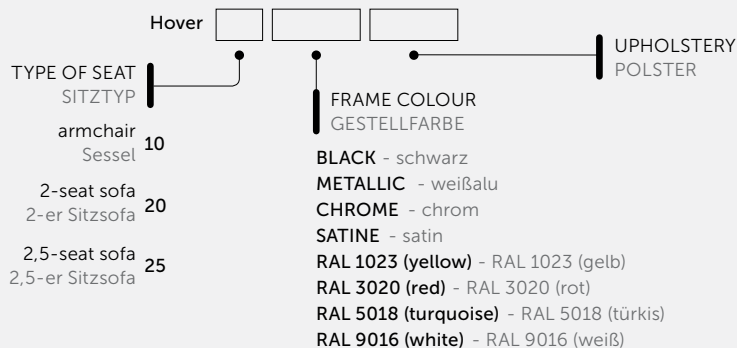 Hover
UPHOLSTERY
POLSTER
TYPE OF SEAT
SITZTYP
armchair
Sessel
10
2-seat sofa
2-er Sitzsofa
20
2,5-seat sofa
2,5-er Sitzsofa
25
FRAME COLOUR
GESTELLFARBE
BLACK - schwarz
METALLIC - weißalu
CHROME - chrom
SATINE - satin
RAL 1023 (yellow) - RAL 1023 (gelb)
RAL 3020 (red) - RAL 3020 (rot)
RAL 5018 (turquoise) - RAL 5018 (türkis)
RAL 9016 (white) - RAL 9016 (weiß)